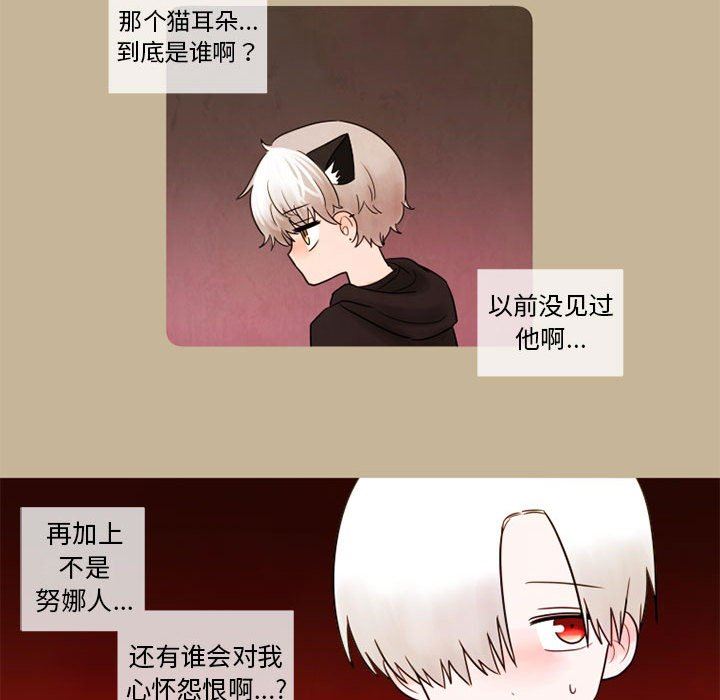 那个猫耳朵...
到底是谁啊？
以前没见过
他啊...
再加上
不是
努娜人...
还有谁会对我
心怀怨恨啊...?